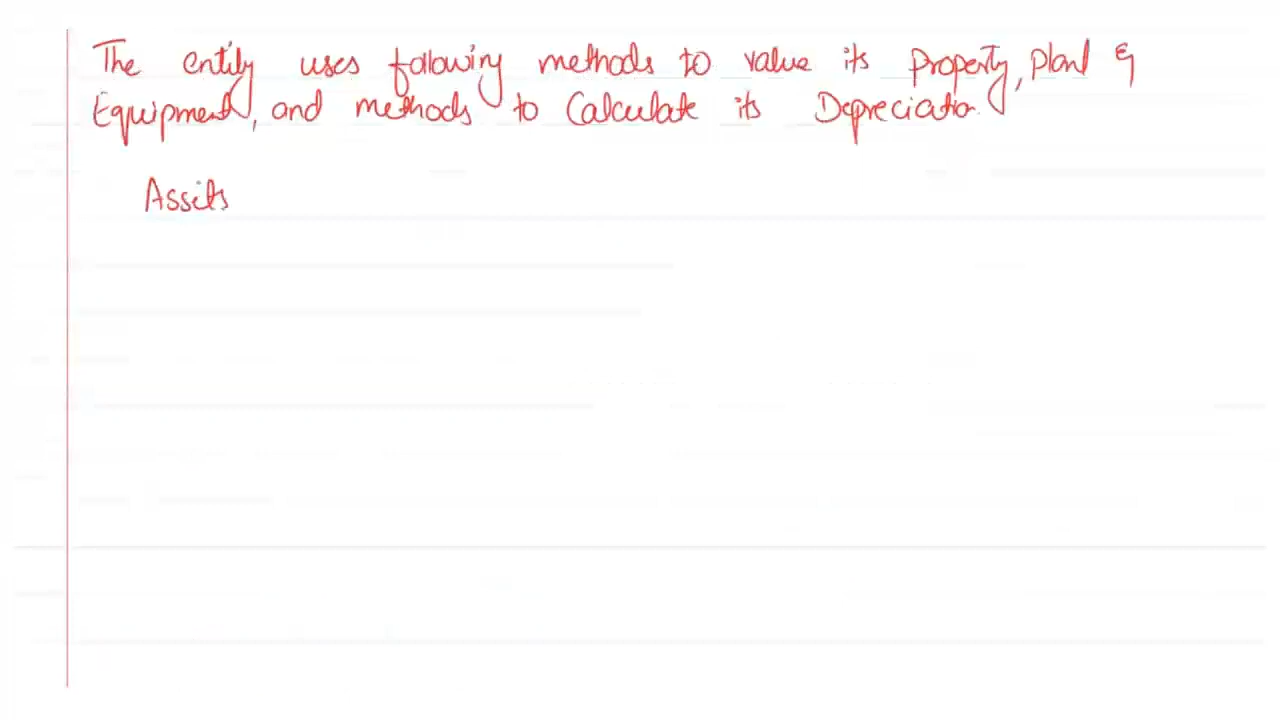 The entity uses following methods to value its Property, Plant &
Equipment, and methods to Calculate its Depreciation
Assets